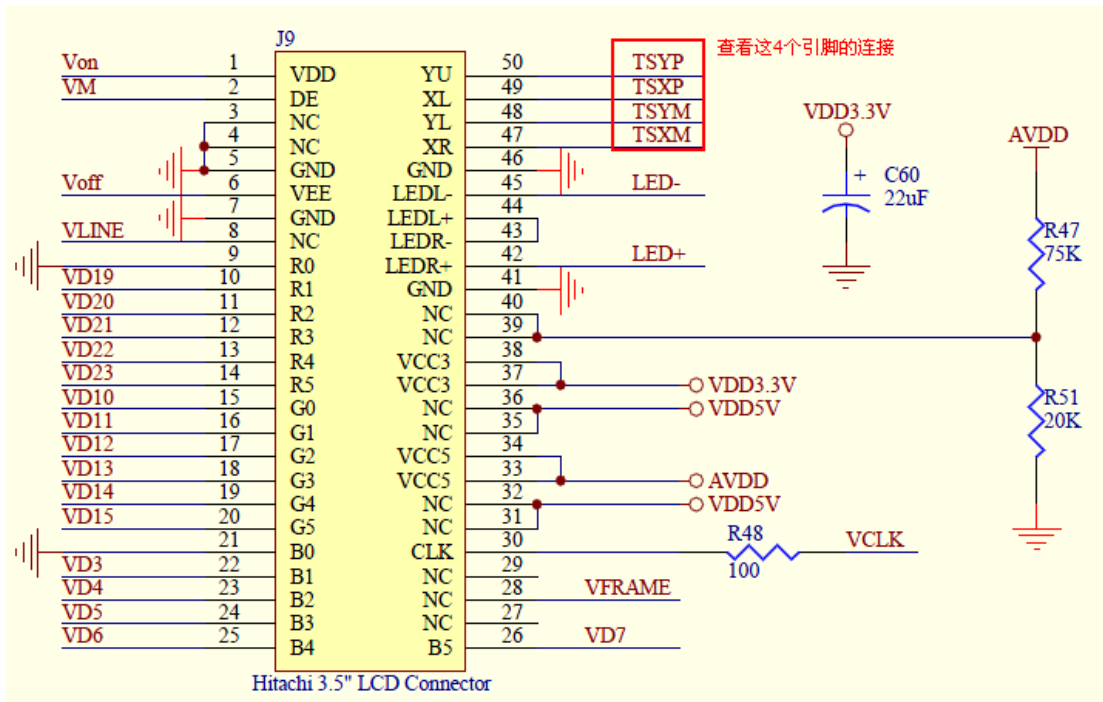 J9
查看这4个引脚的连接
Von 1 VDD YU 50 TSYP
VM 2 DE XL 49 TSXP
3 NC YL 48 TSYM
4 NC XR 47 TSXM
5 GND GND 46
Voff 6 VEE LEDL- 45 LED-
7 GND LEDL+ 44
VLINE 8 NC LEDR- 43
9 R0 LEDR+ 42 LED+
VD19 10 R1 GND 41
VD20 11 R2 NC 40
VD21 12 R3 NC 39
VD22 13 R4 VCC3 38
VD23 14 R5 VCC3 37 VDD3.3V
VD10 15 G0 NC 36 VDD5V
VD11 16 G1 NC 35
VD12 17 G2 VCC5 34
VD13 18 G3 VCC5 33 AVDD
VD14 19 G4 NC 32 VDD5V
VD15 20 G5 NC 31
21 B0 CLK 30 R48 100 VCLK
VD3 22 B1 NC 29
VD4 23 B2 NC 28 VFRAME
VD5 24 B3 NC 27
VD6 25 B4 B5 26 VD7
Hitachi 3.5" LCD Connector
VDD3.3V
+ C60
22uF
AVDD
R47
75K
R51
20K